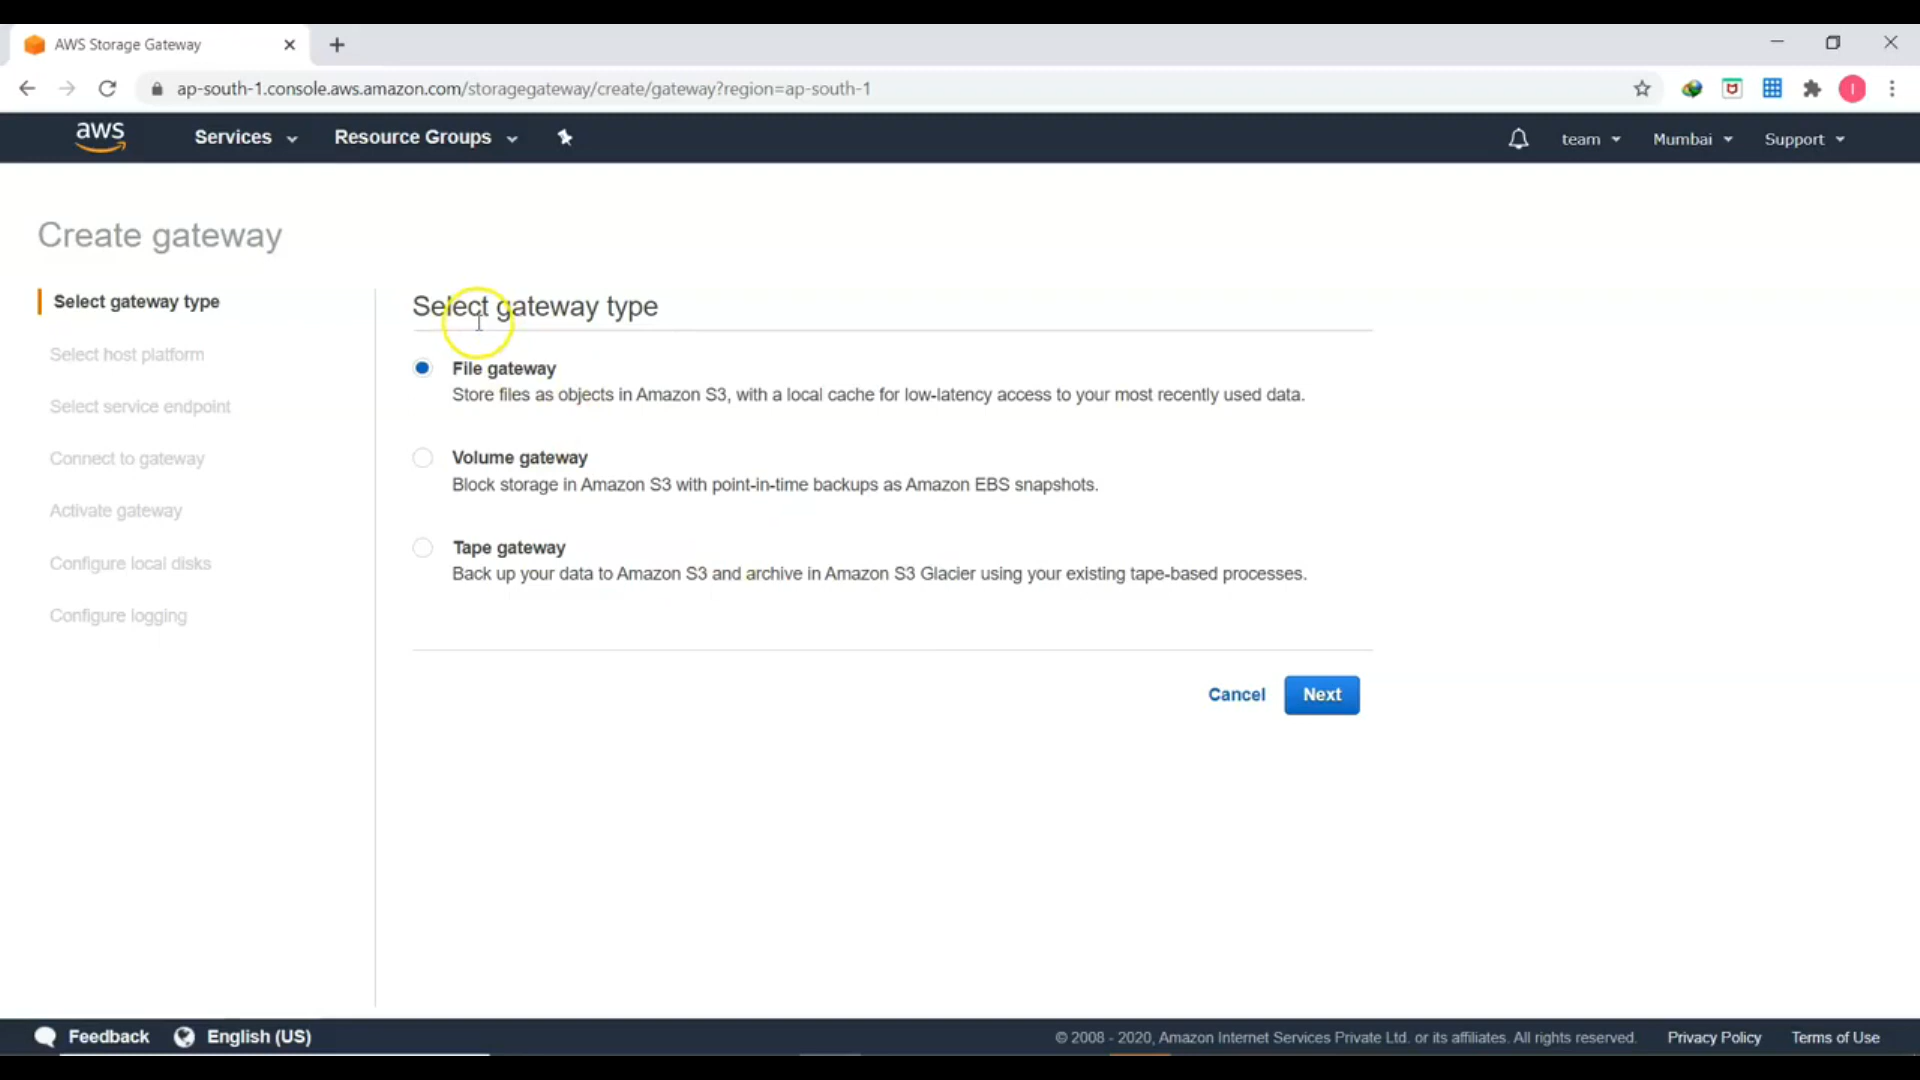 AWS Storage Gateway
ap-south-1.console.aws.amazon.com/storagegateway/create/gateway?region=ap-south-1
aws Services Resource Groups team Mumbai Support
Create gateway
Select gateway type
Select host platform
Select service endpoint
Connect to gateway
Activate gateway
Configure local disks
Configure logging
Select gateway type
File gateway
Store files as objects in Amazon S3, with a local cache for low-latency access to your most recently used data.
Volume gateway
Block storage in Amazon S3 with point-in-time backups as Amazon EBS snapshots.
Tape gateway
Back up your data to Amazon S3 and archive in Amazon S3 Glacier using your existing tape-based processes.
Cancel Next
Feedback English (US) © 2008 - 2020, Amazon Internet Services Private Ltd. or its affiliates. All rights reserved. Privacy Policy Terms of Use